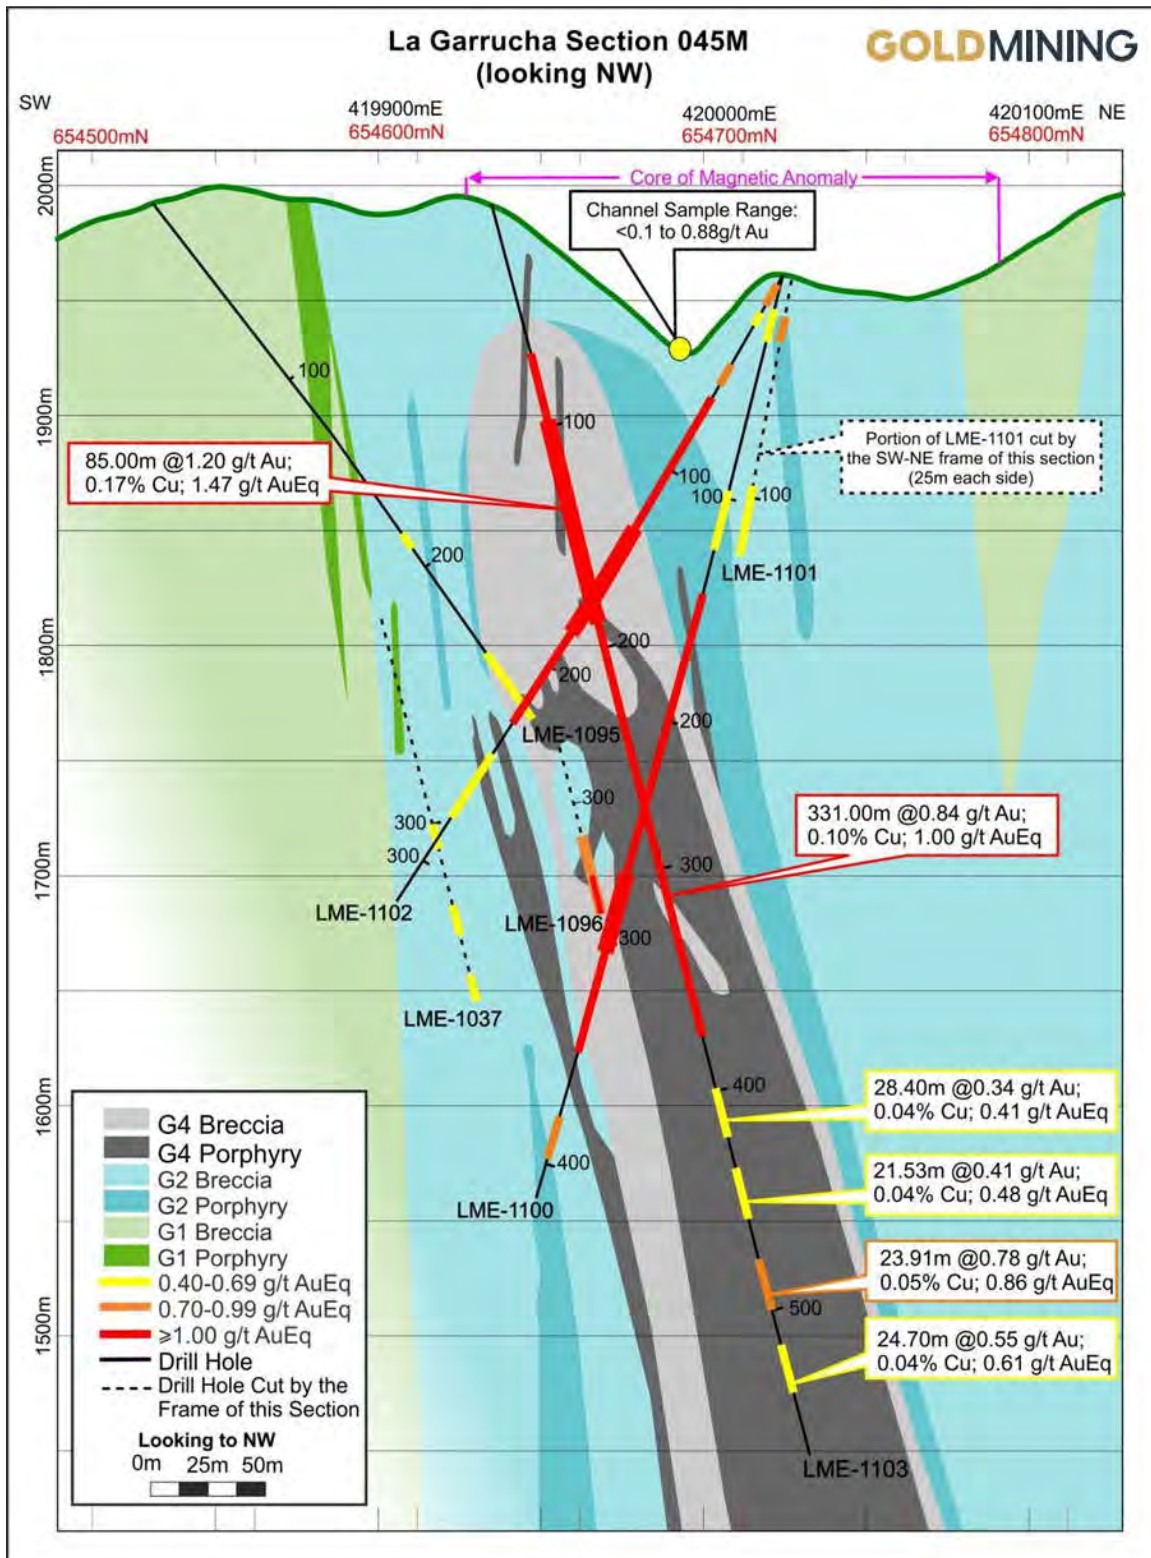 La Garrucha Section 045M
(looking NW)
GOLDMINING
SW
419900mE
420000mE
420100mE NE
654500mN
654600mN
654700mN
654800mN
Core of Magnetic Anomaly
Channel Sample Range:
<0.1 to 0.88g/t Au
2000m
1900m
1800m
1700m
1600m
1500m
100
100
100
100
100
85.00m @1.20 g/t Au;
0.17% Cu; 1.47 g/t AuEq
Portion of LME-1101 cut by
the SW-NE frame of this section
(25m each side)
LME-1101
200
200
200
200
LME-1095
300
300
300
300
300
331.00m @0.84 g/t Au;
0.10% Cu; 1.00 g/t AuEq
LME-1102
LME-1096
LME-1037
400
400
LME-1100
500
28.40m @0.34 g/t Au;
0.04% Cu; 0.41 g/t AuEq
21.53m @0.41 g/t Au;
0.04% Cu; 0.48 g/t AuEq
23.91m @0.78 g/t Au;
0.05% Cu; 0.86 g/t AuEq
24.70m @0.55 g/t Au;
0.04% Cu; 0.61 g/t AuEq
LME-1103
G4 Breccia
G4 Porphyry
G2 Breccia
G2 Porphyry
G1 Breccia
G1 Porphyry
0.40-0.69 g/t AuEq
0.70-0.99 g/t AuEq
⩾1.00 g/t AuEq
Drill Hole
Drill Hole Cut by the
Frame of this Section
Looking to NW
0m 25m 50m